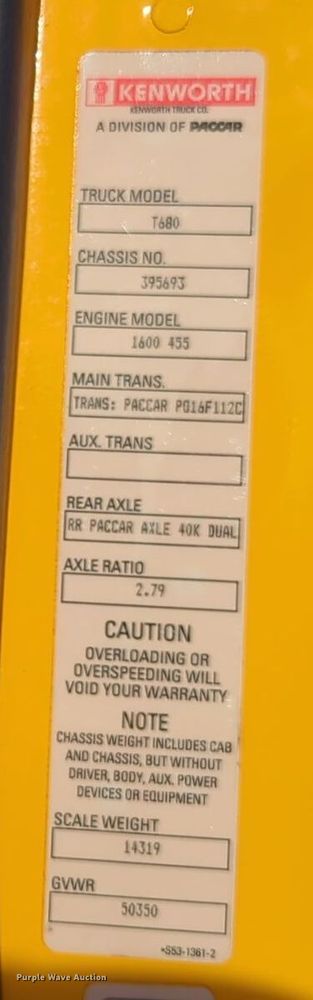 KENWORTH
KENWORTH TRUCK CO.
A DIVISION OF PACCAR
TRUCK MODEL
T680
CHASSIS NO.
395693
ENGINE MODEL
1600 455
MAIN TRANS.
TRANS: PACCAR PO16F112C
AUX. TRANS
REAR AXLE
RR PACCAR AXLE 40K DUAL
AXLE RATIO
2.79
CAUTION
OVERLOADING OR
OVERSPEEDING WILL
VOID YOUR WARRANTY
NOTE
CHASSIS WEIGHT INCLUDES CAB
AND CHASSIS, BUT WITHOUT
DRIVER, BODY, AUX. POWER
DEVICES OR EQUIPMENT
SCALE WEIGHT
14319
GVWR
50350
*S53-1361-2
Purple Wave Auction